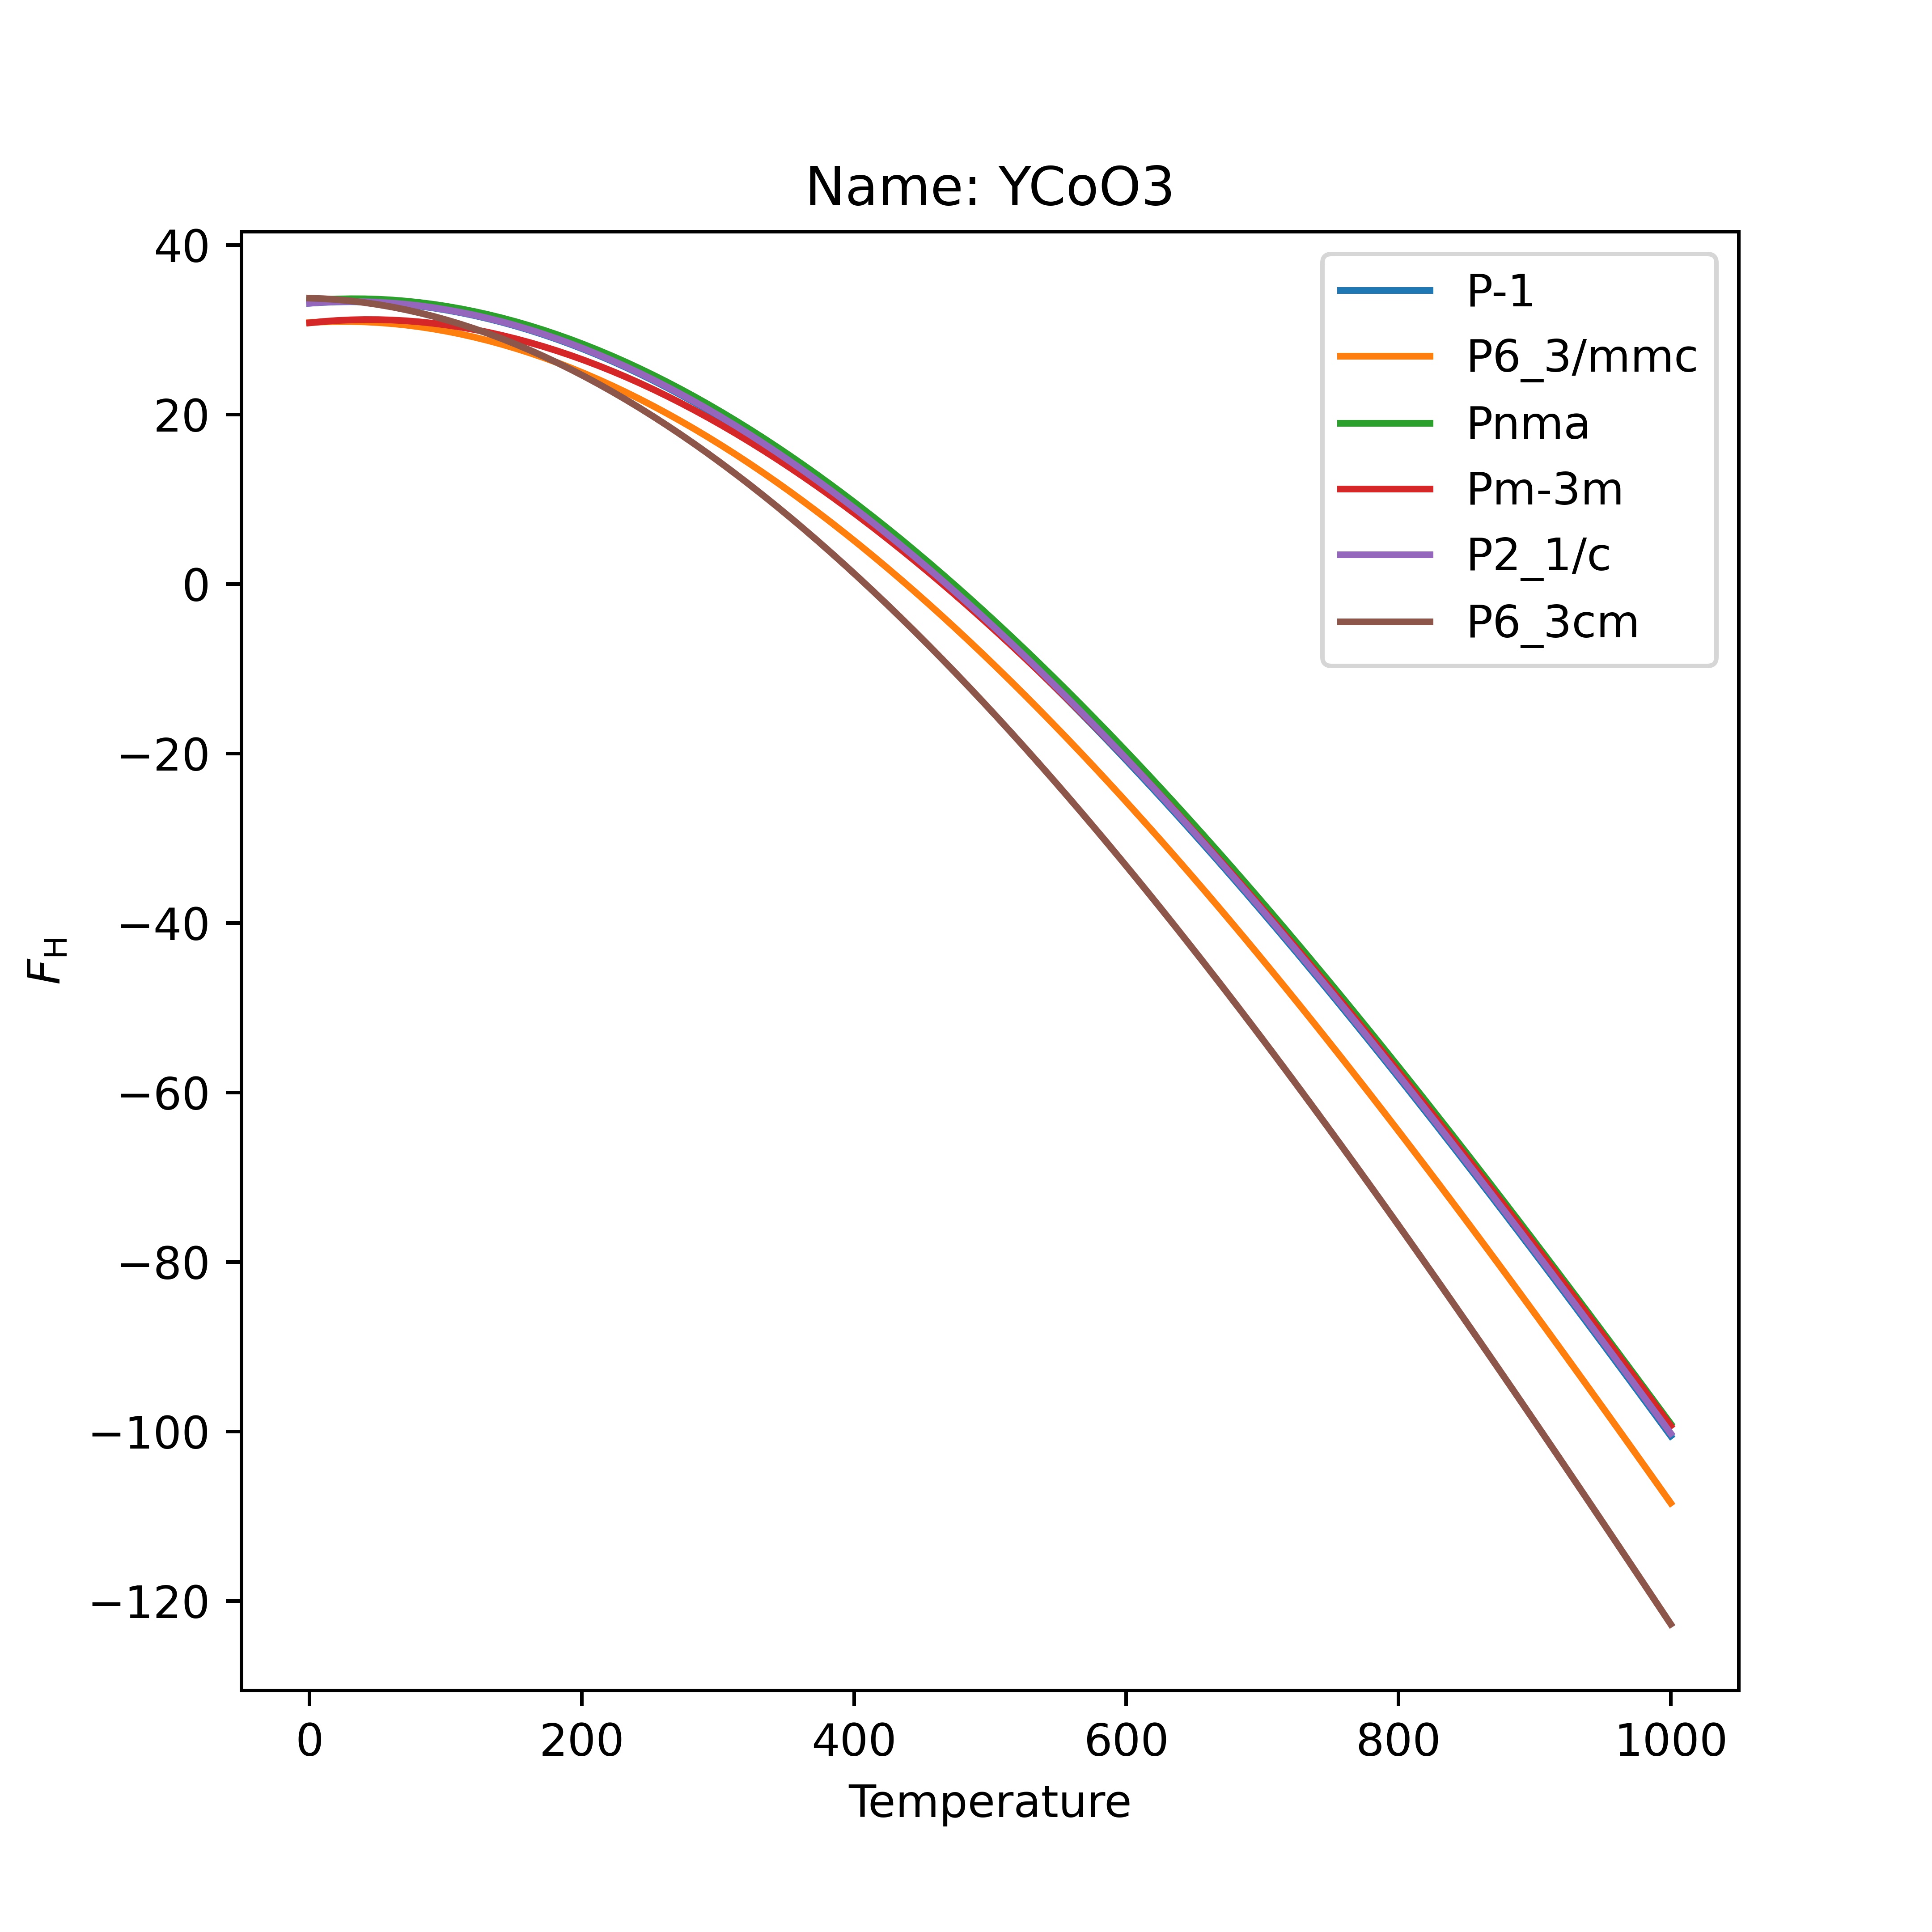 Name: YCoO3
40
20
0
−20
−40
−60
−80
−100
−120
F_H
P-1
P6_3/mmc
Pnma
Pm-3m
P2_1/c
P6_3cm
0 200 400 600 800 1000
Temperature